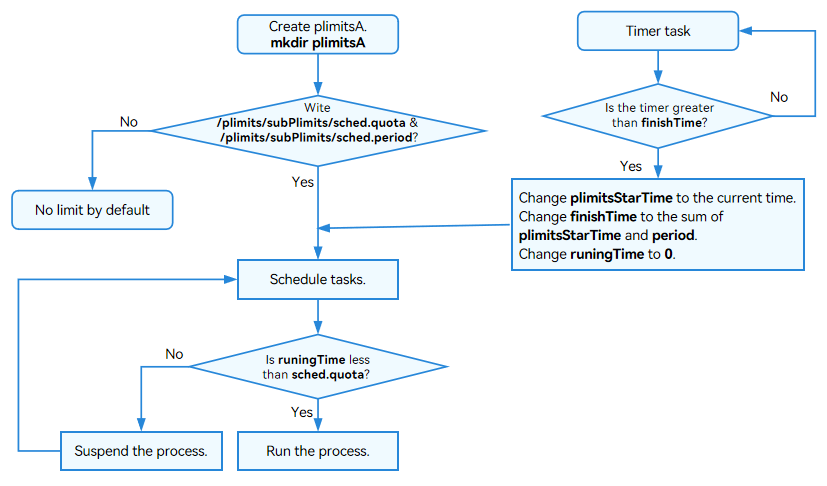 Create plimitsA.
mkdir plimitsA
Wite
/plimits/subPlimits/sched.quota &
/plimits/subPlimits/sched.period?
No
No limit by default
Yes
Timer task
Is the timer greater
than finishTime?
No
Yes
Change plimitsStarTime to the current time.
Change finishTime to the sum of
plimitsStarTime and period.
Change runingTime to 0.
Schedule tasks.
Is runingTime less
than sched.quota?
No
Yes
Suspend the process.
Run the process.